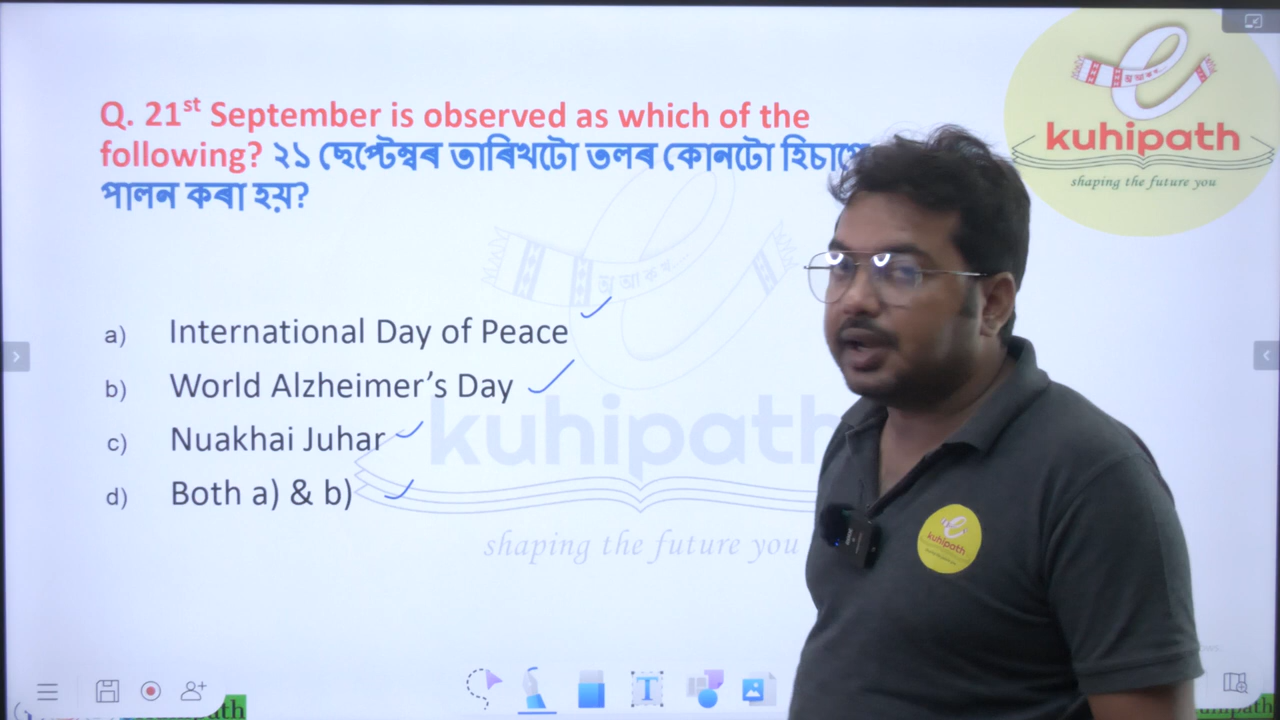 Q. 21st September is observed as which of the
following? ২১ ছেপ্টেম্বৰ তাৰিখটো তলৰ কোনটো
পালন কৰা হয়?
a) International Day of Peace
b) World Alzheimer’s Day
c) Nuakhai Juhar
d) Both a) & b)
kuhipath
shaping the future you
kuhipath
shaping the future you
kuhipath
T